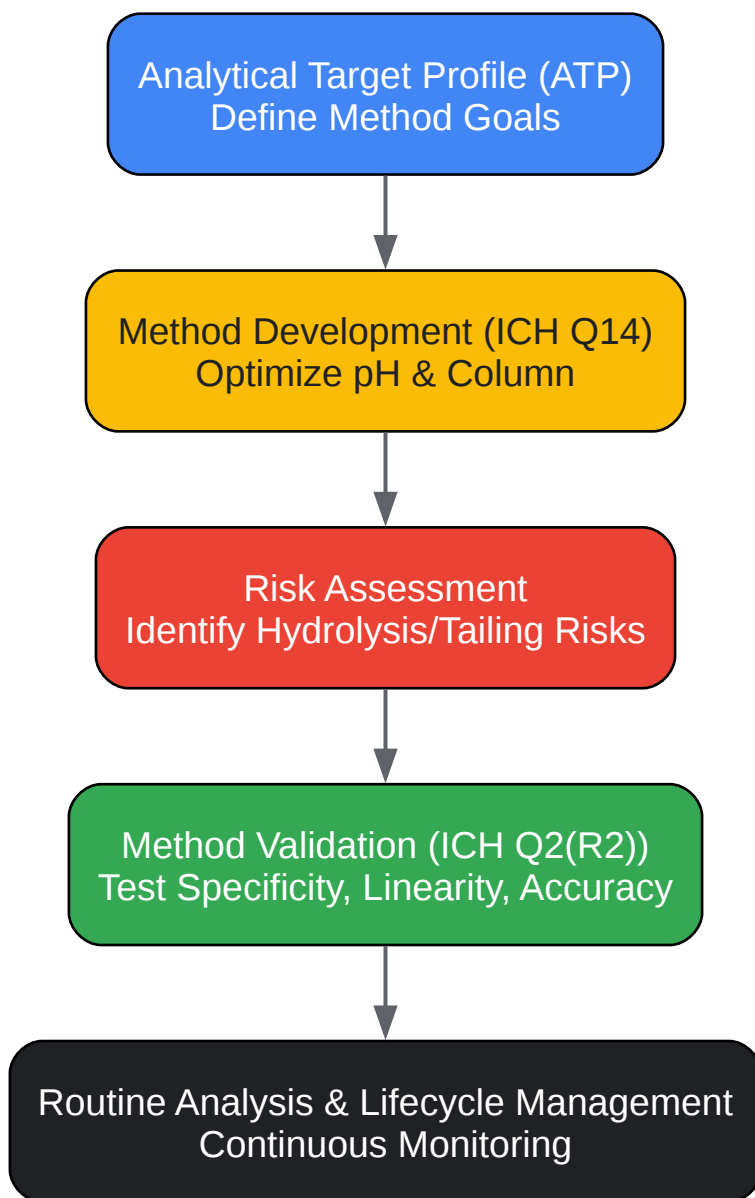 Analytical Target Profile (ATP)
Define Method Goals
Method Development (ICH Q14)
Optimize pH & Column
Risk Assessment
Identify Hydrolysis/Tailing Risks
Method Validation (ICH Q2(R2))
Test Specificity, Linearity, Accuracy
Routine Analysis & Lifecycle Management
Continuous Monitoring